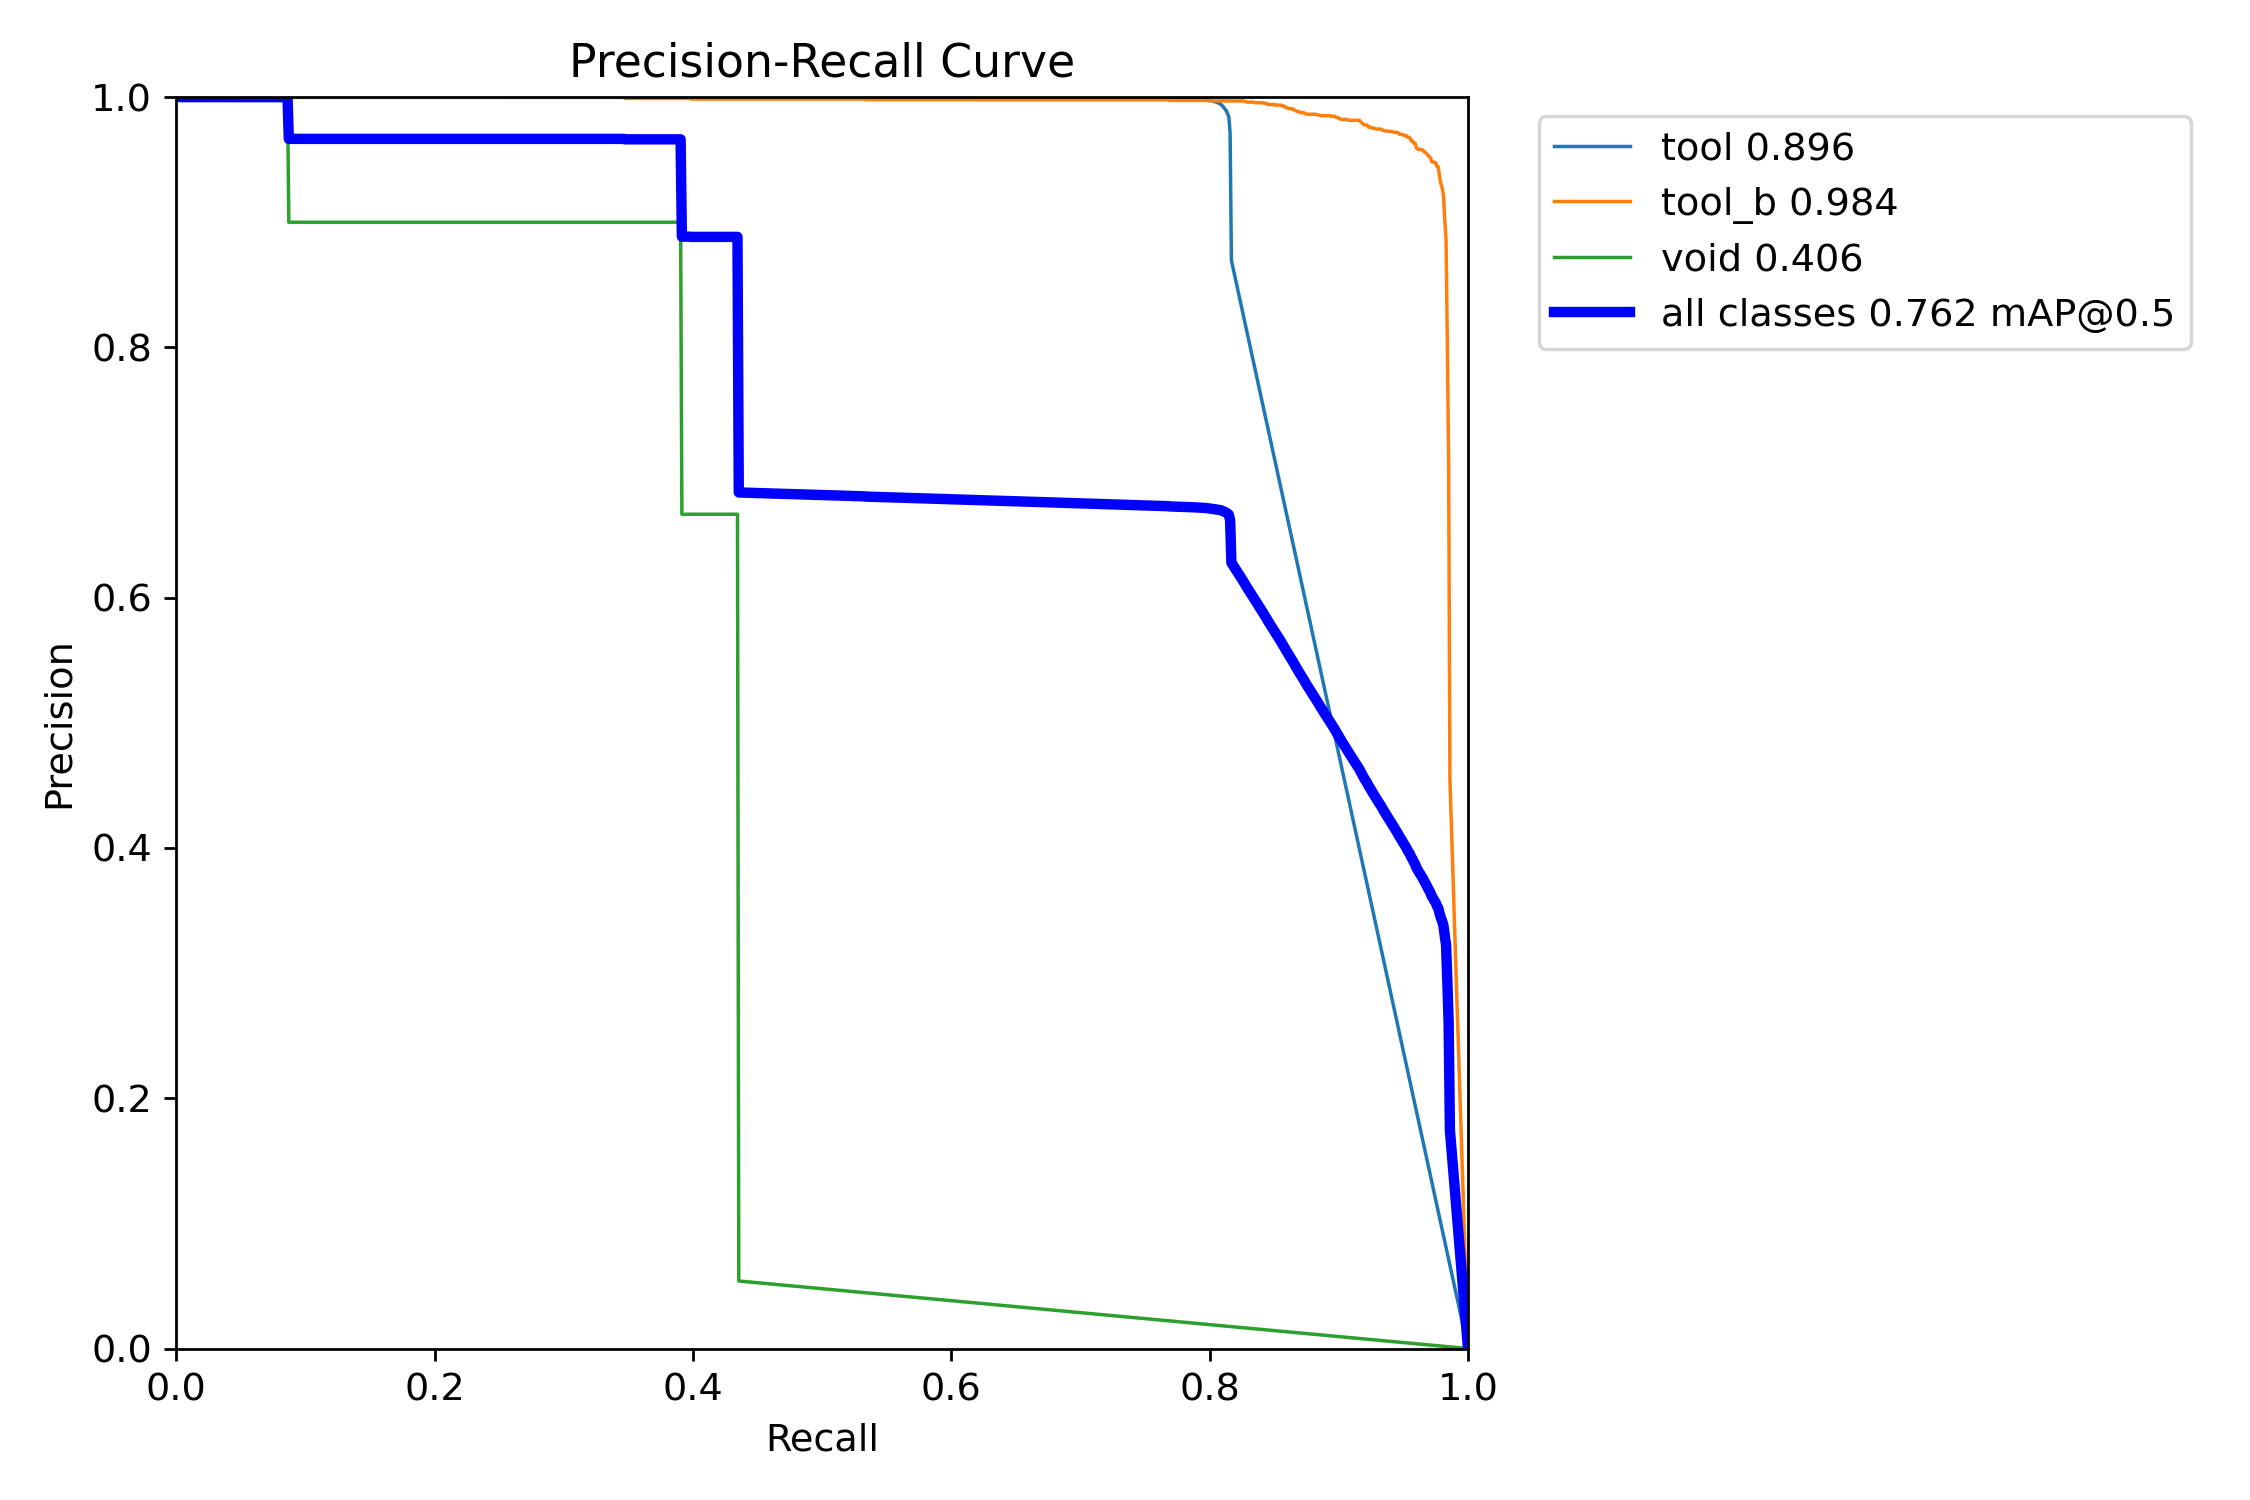 Precision-Recall Curve
1.0
0.8
0.6
0.4
0.2
0.0
Precision
0.0 0.2 0.4 0.6 0.8 1.0
Recall
tool 0.896
tool_b 0.984
void 0.406
all classes 0.762 mAP@0.5